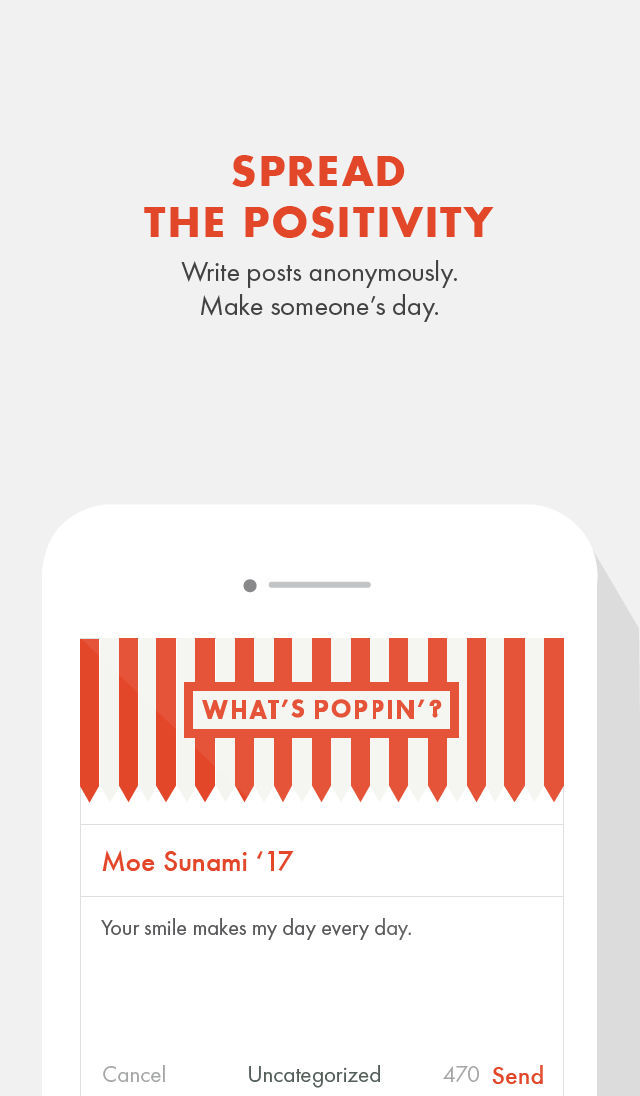 SPREAD
THE POSITIVITY
Write posts anonymously.
Make someone’s day.
WHAT’S POPPIN’?
Moe Sunami ‘17
Your smile makes my day every day.
Cancel Uncategorized 470 Send